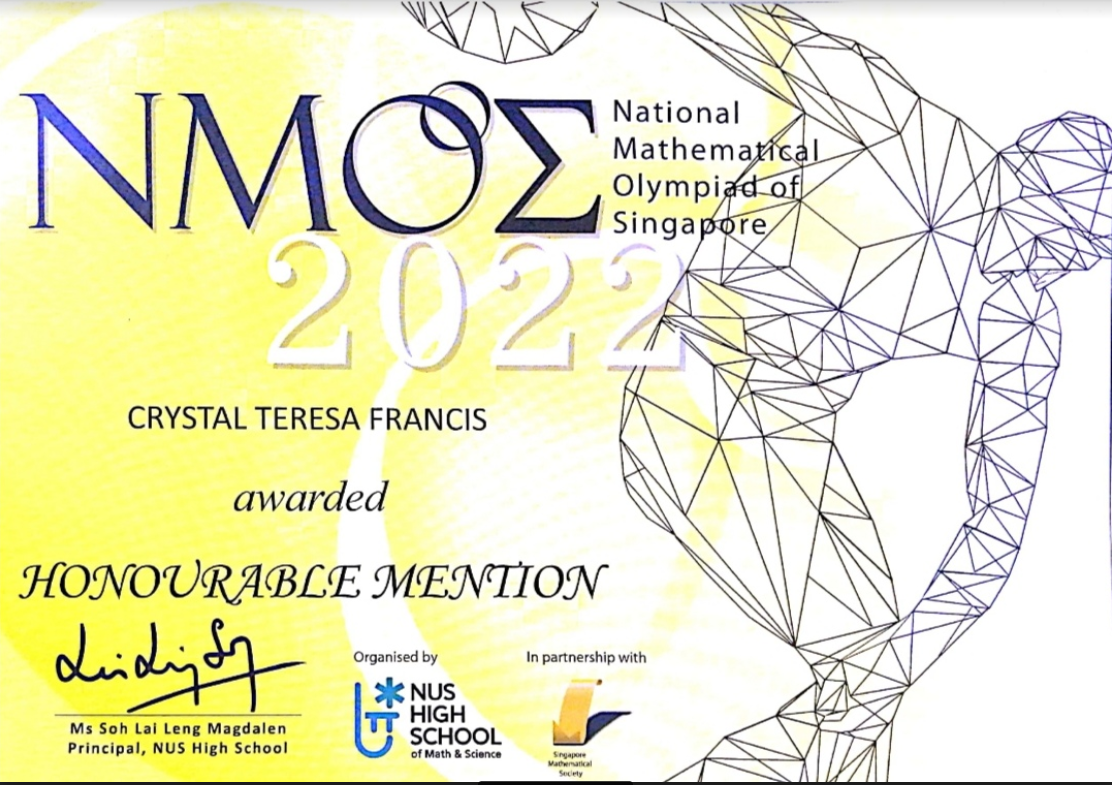 NMOΣ
National
Mathematical
Olympiad of
Singapore
2022
CRYSTAL TERESA FRANCIS
awarded
HONOURABLE MENTION
Ms Soh Lai Leng Magdalen
Principal, NUS High School
Organised by
NUS
HIGH
SCHOOL
of Math & Science
In partnership with
Singapore
Mathematical
Society